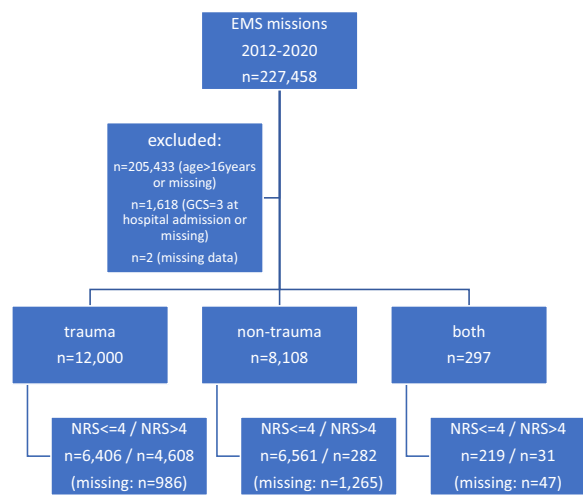 EMS missions
2012-2020
n=227,458
excluded:
n=205,433 (age>16years
or missing)
n=1,618 (GCS=3 at
hospital admission or
missing)
n=2 (missing data)
trauma
n=12,000
non-trauma
n=8,108
both
n=297
NRS<=4 / NRS>4
n=6,406 / n=4,608
(missing: n=986)
NRS<=4 / NRS>4
n=6,561 / n=282
(missing: n=1,265)
NRS<=4 / NRS>4
n=219 / n=31
(missing: n=47)